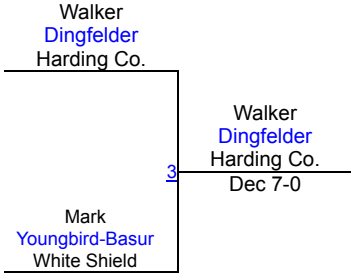 Walker
Dingfelder
Harding Co.
Walker
Dingfelder
Harding Co.
3
Dec 7-0
Mark
Youngbird-Basur
White Shield